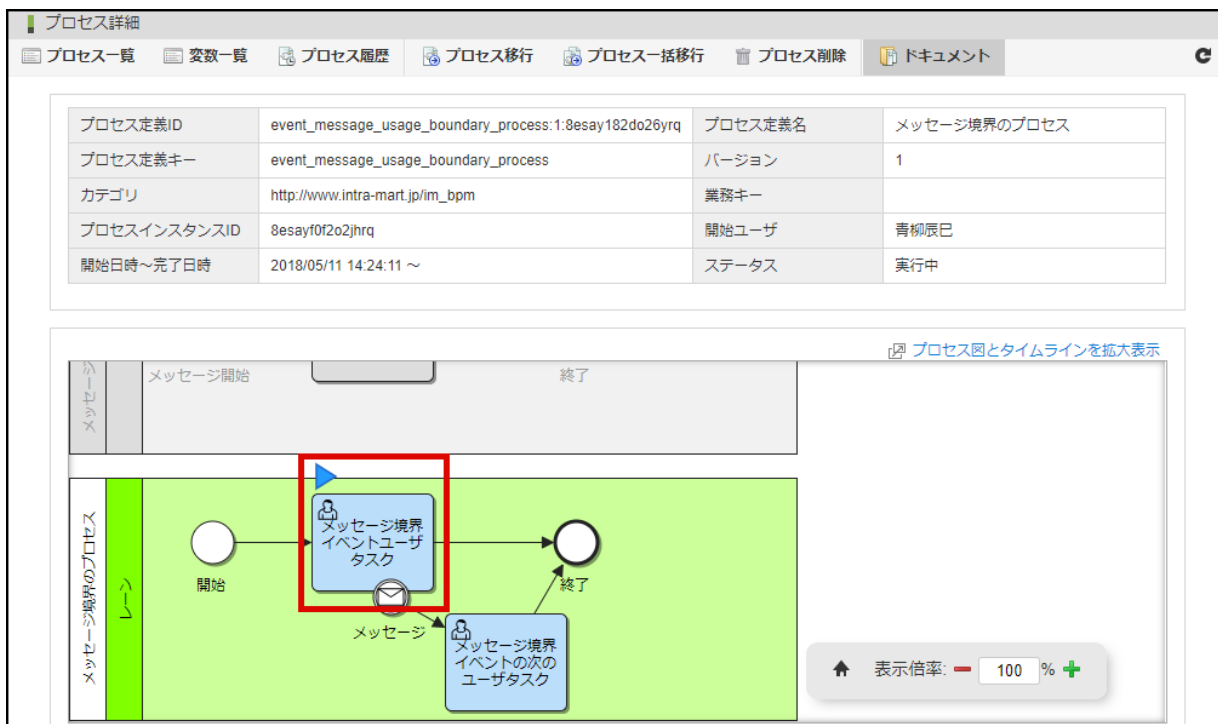 プロセス詳細
プロセス一覧 変数一覧 プロセス履歴 プロセス移行 プロセス一括移行 プロセス削除 ドキュメント
プロセス定義ID event_message_usage_boundary_process:1:8esay182do26yrq プロセス定義名 メッセージ境界のプロセス
プロセス定義キー event_message_usage_boundary_process バージョン 1
カテゴリ http://www.intra-mart.jp/im_bpm 業務キー
プロセスインスタンスID 8esayf0f2o2jhrq 開始ユーザ 青柳辰巳
開始日時～完了日時 2018/05/11 14:24:11 ～ ステータス 実行中
プロセス図とタイムラインを拡大表示
メッセージ
メッセージ開始
終了
メッセージ境界のプロセス
レーン
開始
メッセージ境界
イベントユーザ
タスク
終了
メッセージ
メッセージ境界
イベントの次の
ユーザタスク
表示倍率: 100 %